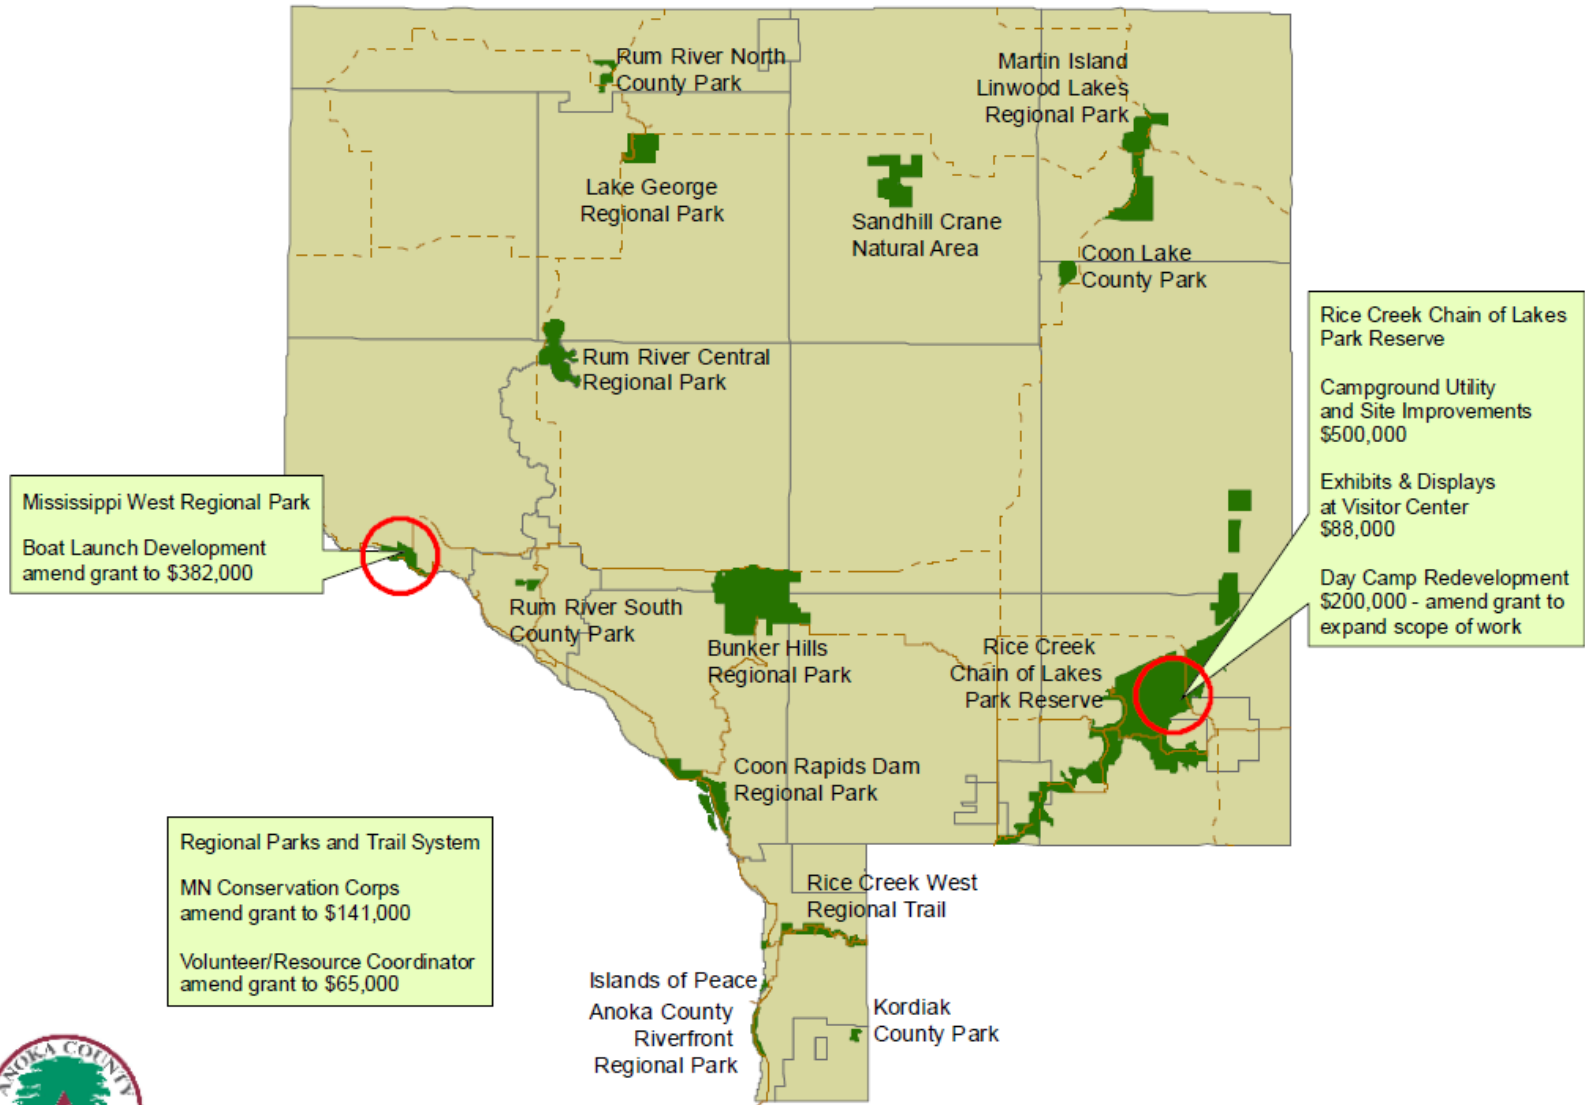 Rum River North
County Park
Martin Island
Linwood Lakes
Regional Park
Lake George
Regional Park
Sandhill Crane
Natural Area
Coon Lake
County Park
Rum River Central
Regional Park
Rice Creek Chain of Lakes
Park Reserve
Campground Utility
and Site Improvements
$500,000
Exhibits & Displays
at Visitor Center
$88,000
Day Camp Redevelopment
$200,000 - amend grant to
expand scope of work
Mississippi West Regional Park
Boat Launch Development
amend grant to $382,000
Rum River South
County Park
Bunker Hills
Regional Park
Rice Creek
Chain of Lakes
Park Reserve
Coon Rapids Dam
Regional Park
Regional Parks and Trail System
MN Conservation Corps
amend grant to $141,000
Volunteer/Resource Coordinator
amend grant to $65,000
Rice Creek West
Regional Trail
Islands of Peace
Anoka County
Riverfront
Regional Park
Kordiak
County Park
ANOKA COUNTY